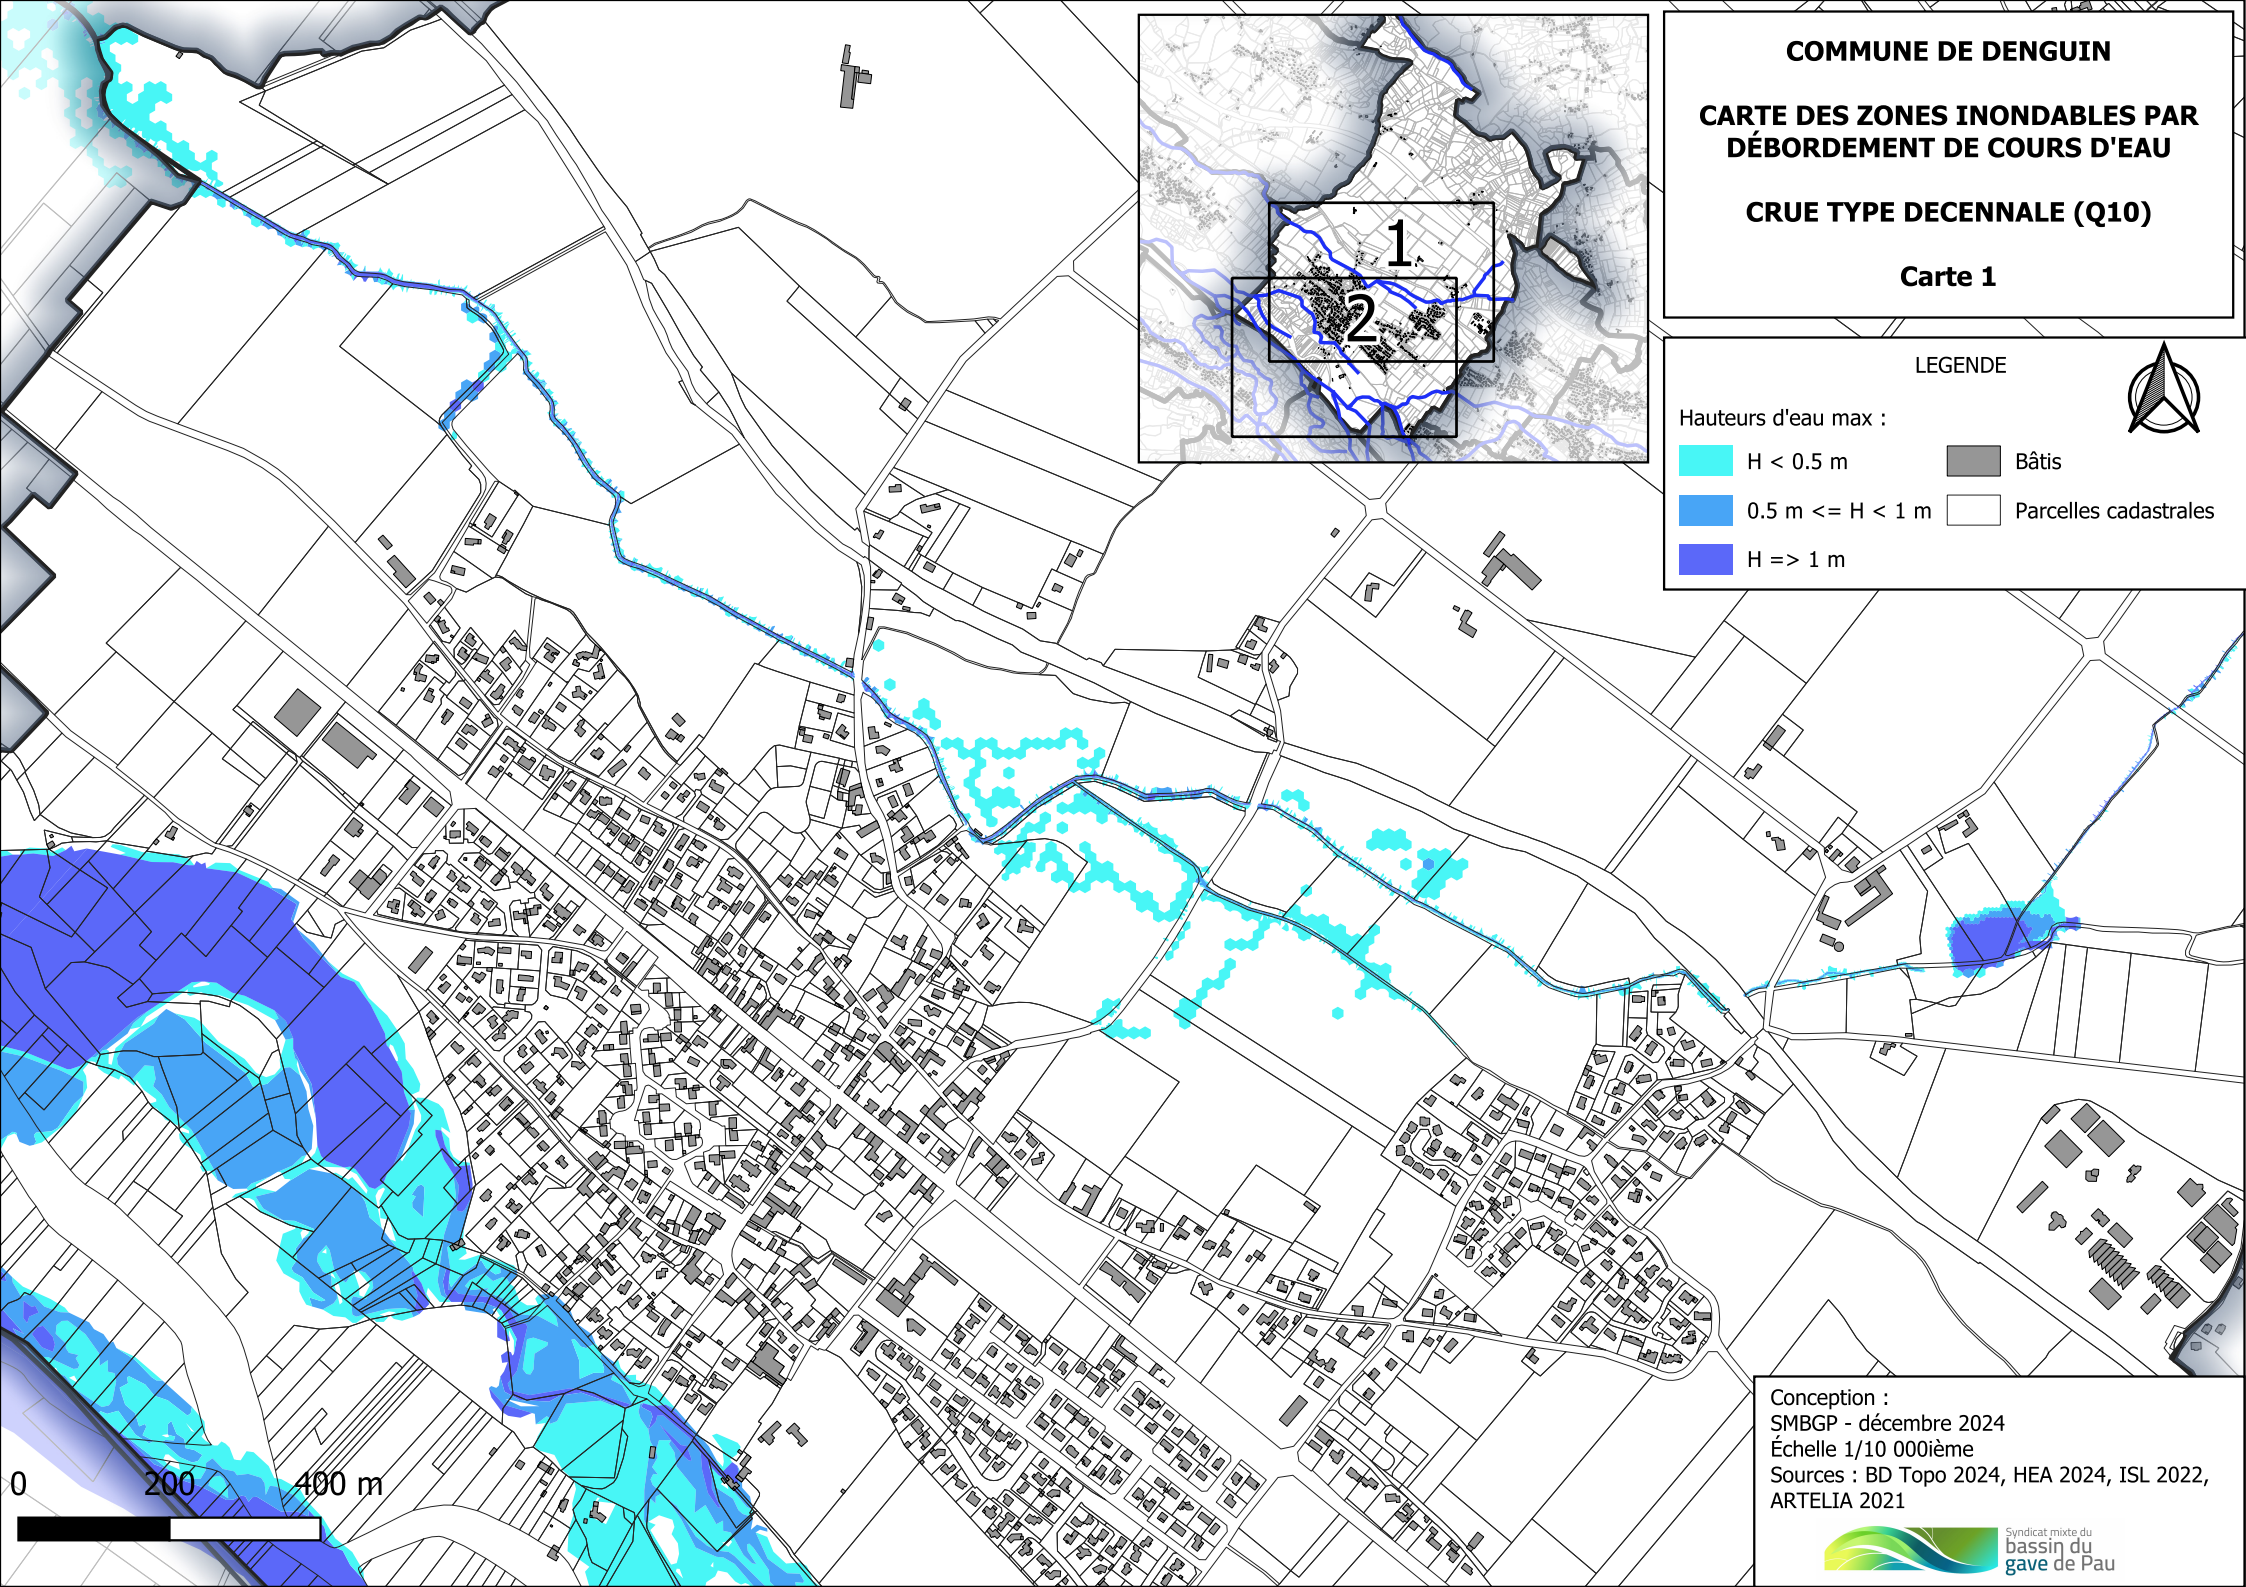 COMMUNE DE DENGUIN
CARTE DES ZONES INONDABLES PAR
DÉBORDEMENT DE COURS D'EAU
CRUE TYPE DECENNALE (Q10)
Carte 1
1
2
LEGENDE
Hauteurs d'eau max :
H < 0.5 m
Bâtis
0.5 m <= H < 1 m
Parcelles cadastrales
H => 1 m
Conception :
SMBGP - décembre 2024
Échelle 1/10 000ième
Sources : BD Topo 2024, HEA 2024, ISL 2022,
ARTELIA 2021
Syndicat mixte du
bassin du
gave de Pau
0 200 400 m